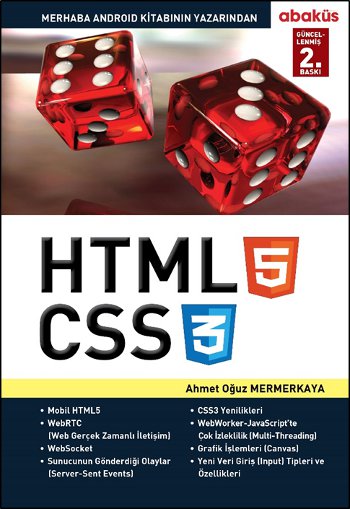 MERHABA ANDROID KİTABININ YAZARINDAN
abaküs
GÜNCEL-
LENMİŞ
2.
BASKI
HTML 5
CSS 3
Ahmet Oğuz MERMERKAYA
• Mobil HTML5
• WebRTC
(Web Gerçek Zamanlı İletişim)
• WebSocket
• Sunucunun Gönderdiği Olaylar
(Server-Sent Events)
• CSS3 Yenilikleri
• WebWorker-JavaScript'te
Çok İzleklilik (Multi-Threading)
• Grafik İşlemleri (Canvas)
• Yeni Veri Giriş (Input) Tipleri ve
Özellikleri